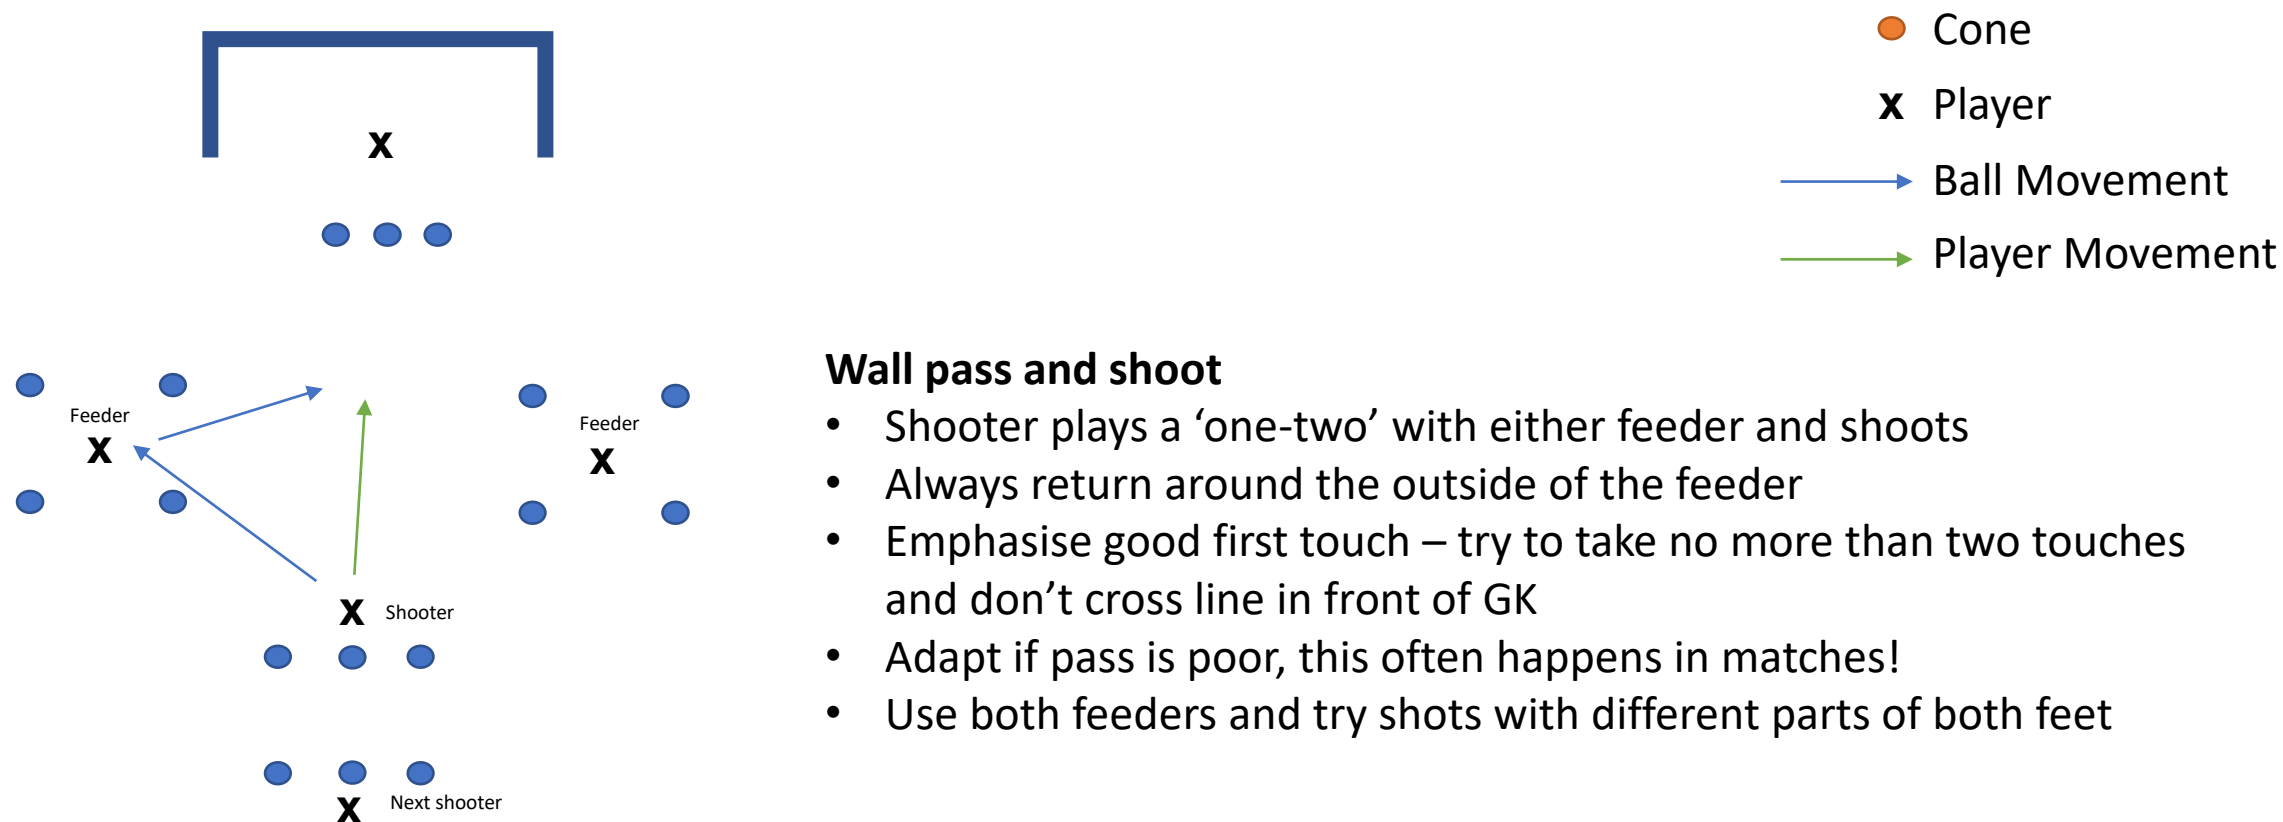 Cone
x Player
Ball Movement
Player Movement
x
Feeder
x
Feeder
x
x Shooter
x Next shooter
Wall pass and shoot
• Shooter plays a ‘one-two’ with either feeder and shoots
• Always return around the outside of the feeder
• Emphasise good first touch – try to take no more than two touches
and don’t cross line in front of GK
• Adapt if pass is poor, this often happens in matches!
• Use both feeders and try shots with different parts of both feet